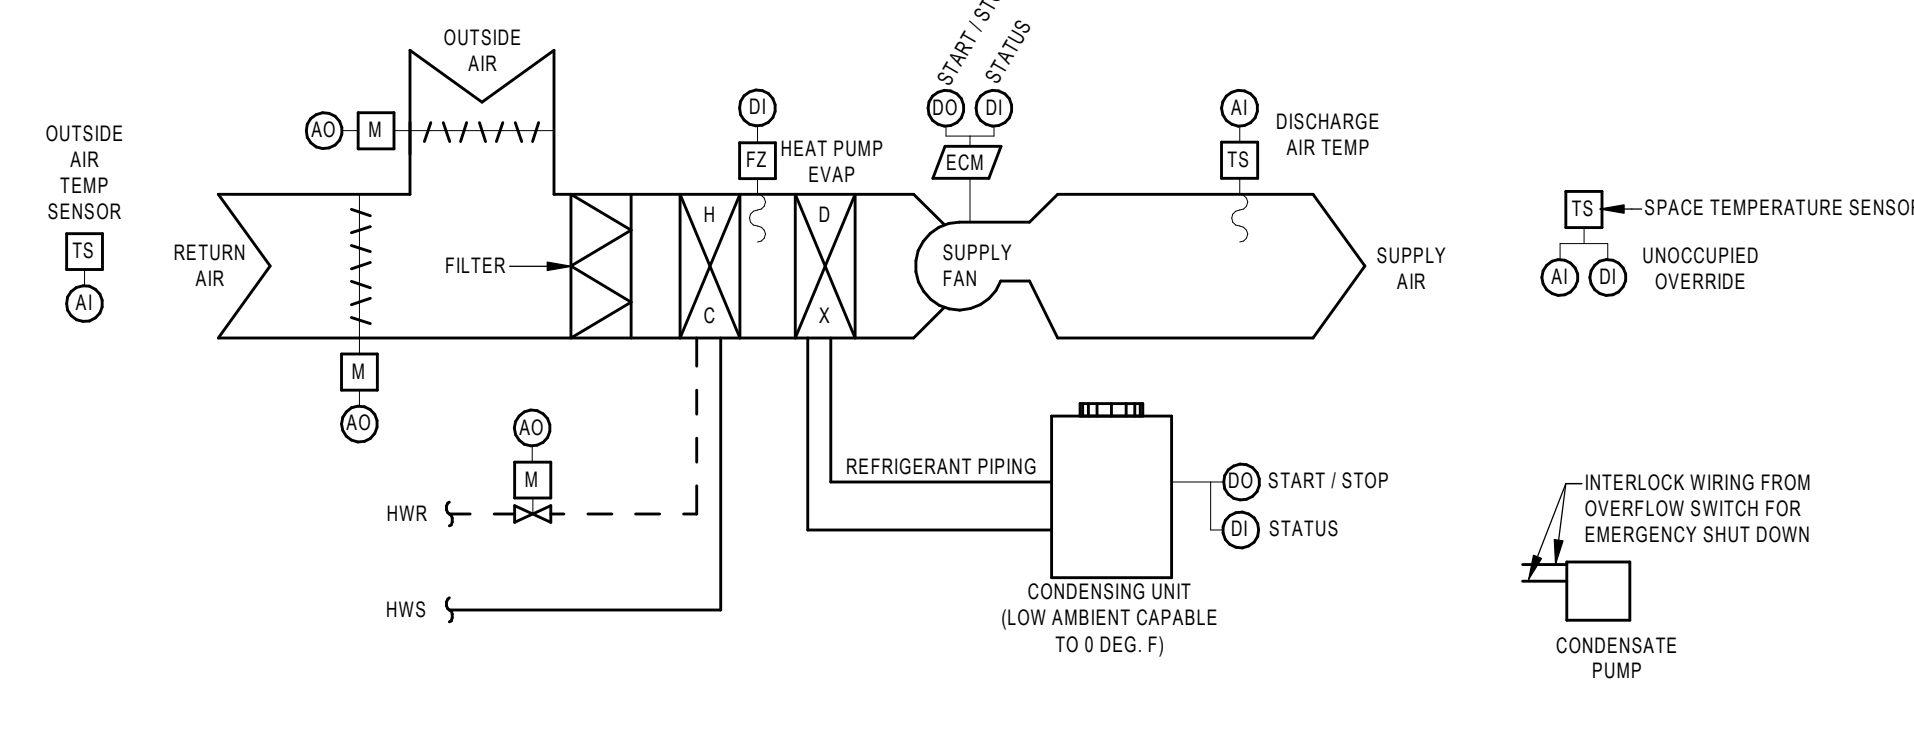 OUTSIDE
AIR
TEMP
SENSOR
TS
AI
OUTSIDE
AIR
AO
M
RETURN
AIR
M
AO
FILTER
H
C
DI
FZ
HEAT PUMP
EVAP
D
X
START / STO
STATUS
DO
DI
ECM
SUPPLY
FAN
AI
TS
DISCHARGE
AIR TEMP
SUPPLY
AIR
TS
SPACE TEMPERATURE SENSOR
AI
DI
UNOCCUPIED
OVERRIDE
AO
M
HWR
HWS
REFRIGERANT PIPING
DO
START / STOP
DI
STATUS
CONDENSING UNIT
(LOW AMBIENT CAPABLE
TO 0 DEG. F)
INTERLOCK WIRING FROM
OVERFLOW SWITCH FOR
EMERGENCY SHUT DOWN
CONDENSATE
PUMP